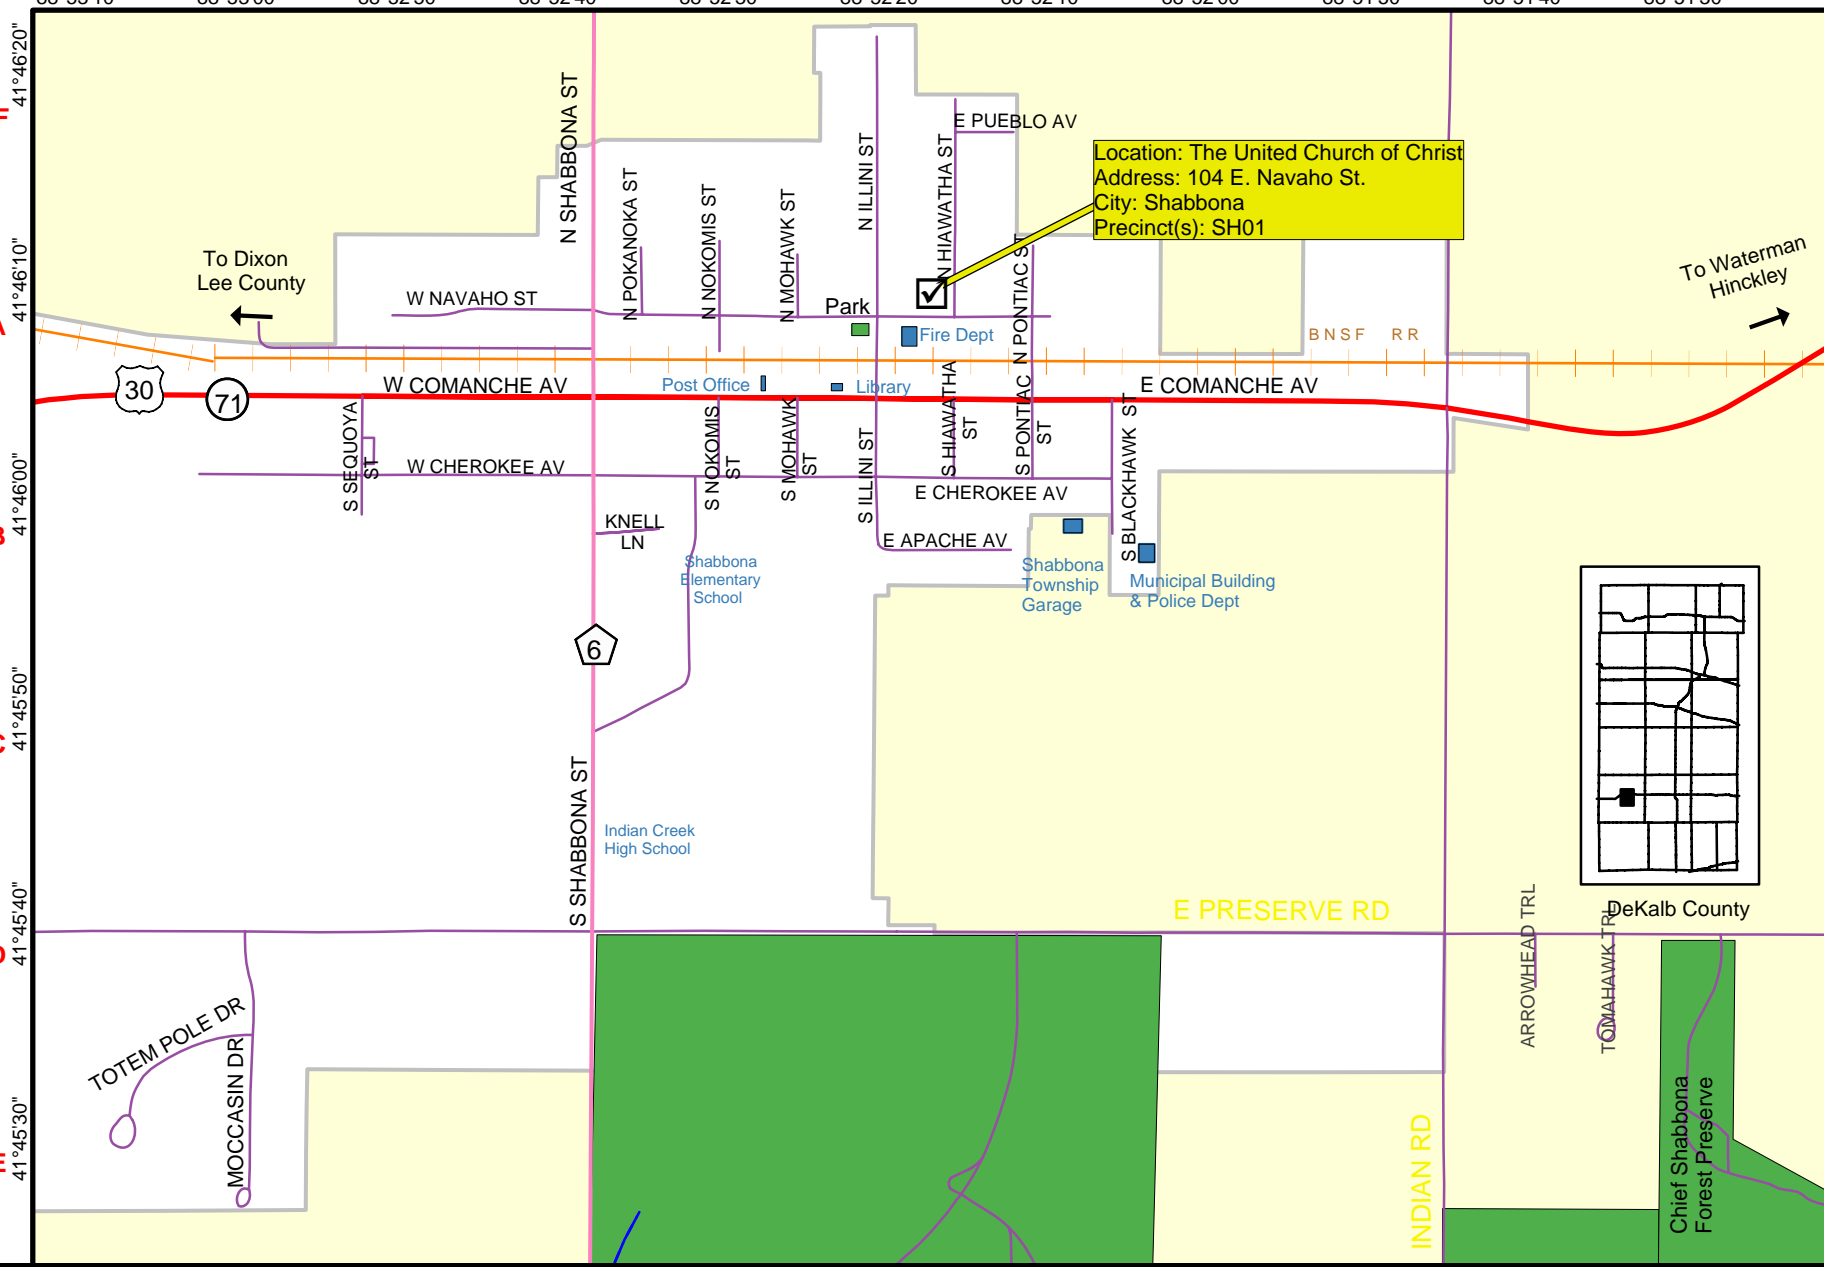 41°46'20"
41°46'10"
41°46'00"
41°45'50"
41°45'40"
41°45'30"
N SHABBONA ST
N POKANOKA ST
N NOKOMIS ST
N MOHAWK ST
N ILLINI ST
N HIAWATHA ST
N PONTIAC ST
E PUEBLO AV
Location: The United Church of Christ
Address: 104 E. Navaho St.
City: Shabbona
Precinct(s): SH01
To Dixon
Lee County
To Waterman
Hinckley
W NAVAHO ST
Park
Fire Dept
BNSF RR
30
71
W COMANCHE AV
Post Office
Library
E COMANCHE AV
S SEQUOYA
ST
W CHEROKEE AV
S NOKOMIS
ST
S MOHAWK
ST
S ILLINI ST
S HIAWATHA
ST
S PONTIAC
ST
S BLACKHAWK ST
E CHEROKEE AV
KNELL
LN
E APACHE AV
Shabbona
Elementary
School
Shabbona
Township
Garage
Municipal Building
& Police Dept
6
S SHABBONA ST
Indian Creek
High School
E PRESERVE RD
DeKalb County
ARROWHEAD TRL
TOMAHAWK TRL
TOTEM POLE DR
MOCCASIN DR
INDIAN RD
Chief Shabbona
Forest Preserve